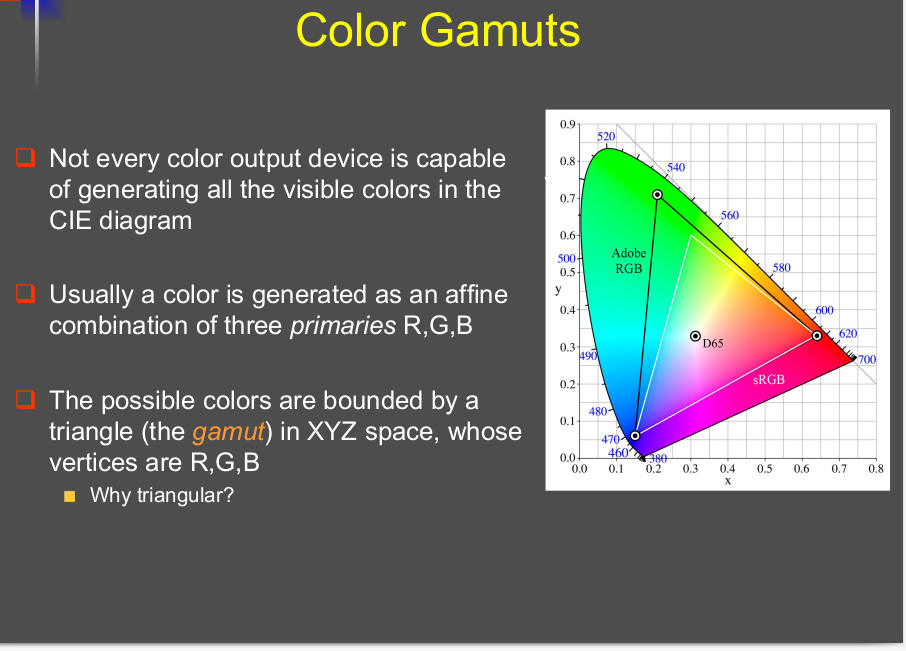 Color Gamuts
Not every color output device is capable
of generating all the visible colors in the
CIE diagram
Usually a color is generated as an affine
combination of three primaries R,G,B
The possible colors are bounded by a
triangle (the gamut) in XYZ space, whose
vertices are R,G,B
Why triangular?
0.9
0.8
0.7
0.6
0.5
0.4
0.3
0.2
0.1
0.0
y
0.0 0.1 0.2 0.3 0.4 0.5 0.6 0.7 0.8
x
520
540
560
580
600
620
700
500
490
480
470
460
380
Adobe
RGB
D65
sRGB